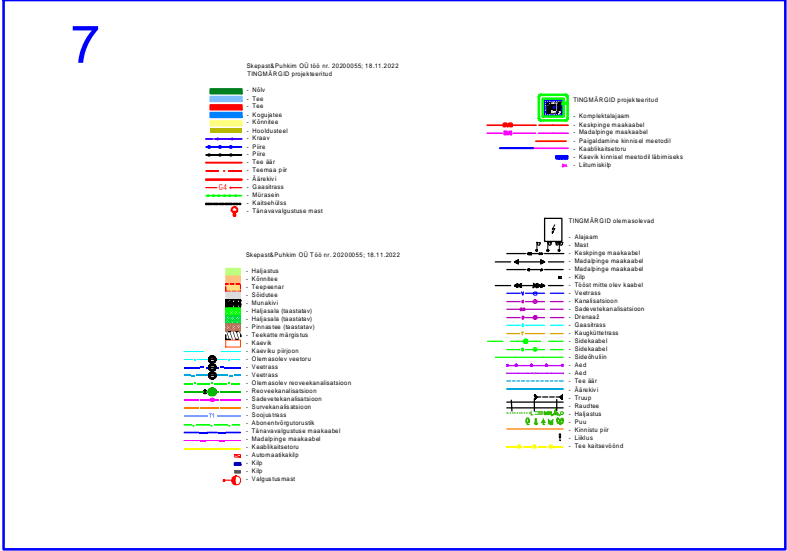 7
Skepast&Puhkim OÜ töö nr. 20200055; 18.11.2022
TINGMÄRGID projekteeritud
- Nõlv
- Tee
- Tee
- Kogujatee
- Kõnnitee
- Hooldusteel
- Kraav
- Piire
- Piire
- Tee äär
- Teemaa piir
- Äärekivi
G4 - Gaasitrass
- Mürasein
- Kaitsehülss
- Tänavavalgustuse mast
Skepast&Puhkim OÜ Töö nr. 20200055; 18.11.2022
- Haljastus
- Kõnnitee
- Teepeenar
- Sõidutee
- Munakivi
- Haljasala (taastatav)
- Haljasala (taastatav)
- Pinnastee (taastatav)
- Teekatte märgistus
- Kaevik
- Kaeviku piirjoon
- Olemasolev veetoru
- Veetrass
- Veetrass
- Olemasolev reoveekanalisatsioon
- Reoveekanalisatsioon
- Sadevetekanalisatsioon
- Survekanalisatsioon
T1 - Soojustrass
- Abonentvõrgutorustik
- Tänavavalgustuse maakaabel
- Madalpinge maakaabel
- Kaablikaitsetoru
- Automaatikakilp
- Kilp
- Kilp
- Valgustusmast
TINGMÄRGID projekteeritud
- Komplektalajaam
- Keskpinge maakaabel
- Madalpinge maakaabel
- Paigaldamine kinnisel meetodil
- Kaablikaitsetoru
- Kaevik kinnisel meetodil läbimiseks
- Liitumiskilp
TINGMÄRGID olemasolevad
- Alajaam
- Mast
- Keskpinge maakaabel
- Madalpinge maakaabel
- Madalpinge maakaabel
- Kilp
- Tööst mitte olev kaabel
- Veetrass
- Kanalisatsioon
- Sadevetekanalisatsioon
- Drenaaž
- Gaasitrass
- Kaugküttetrass
- Sidekaabel
- Sidekaabel
- Sideõhuliin
- Aed
- Aed
- Tee äär
- Äärekivi
- Truup
- Raudtee
- Haljastus
- Puu
- Kinnistu piir
- Liiklus
- Tee kaitsevöönd